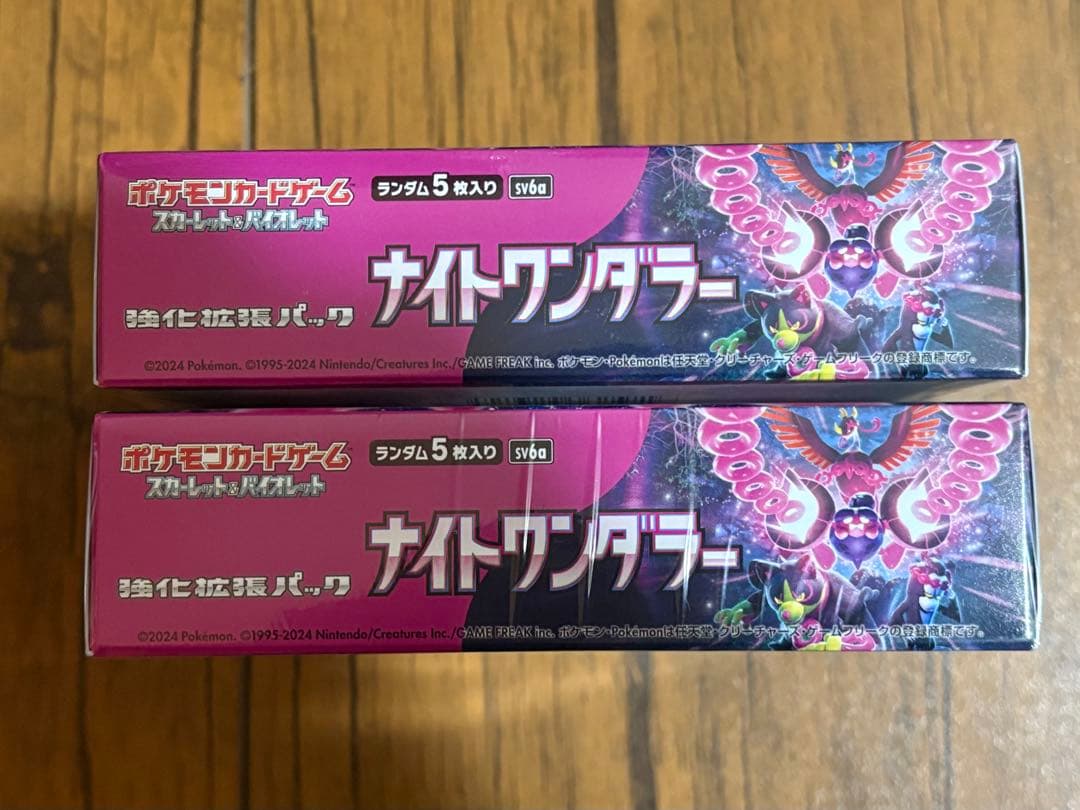 ポケモンカードゲーム™
スカーレット&バイオレット
ランダム5枚入り sv6a
ナイトワンダラー
強化拡張パック
©2024 Pokémon. ©1995-2024 Nintendo/Creatures Inc./GAME FREAK inc. ポケモン・Pokémonは任天堂・クリーチャーズ・ゲームフリークの登録商標です。
ポケモンカードゲーム
スカーレット&バイオレット
ランダム5枚入り sv6a
ナイトワンダラー
強化拡張パック
©2024 Pokémon. ©1995-2024 Nintendo/Creatures Inc./GAME FREAK inc. ポケモン・Pokémonは任天堂・クリーチャーズ・ゲームフリークの登録商標です。